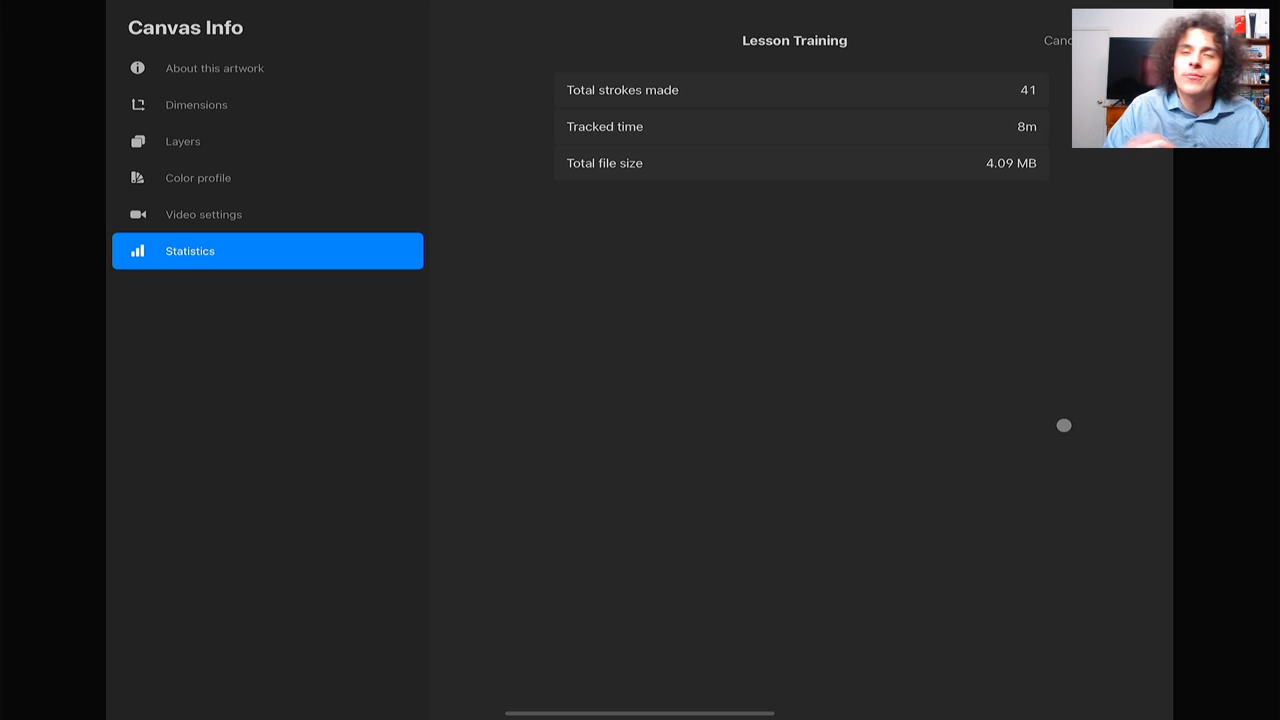 Canvas Info
About this artwork
Dimensions
Layers
Color profile
Video settings
Statistics
Lesson Training
Canc
Total strokes made 41
Tracked time 8m
Total file size 4.09 MB